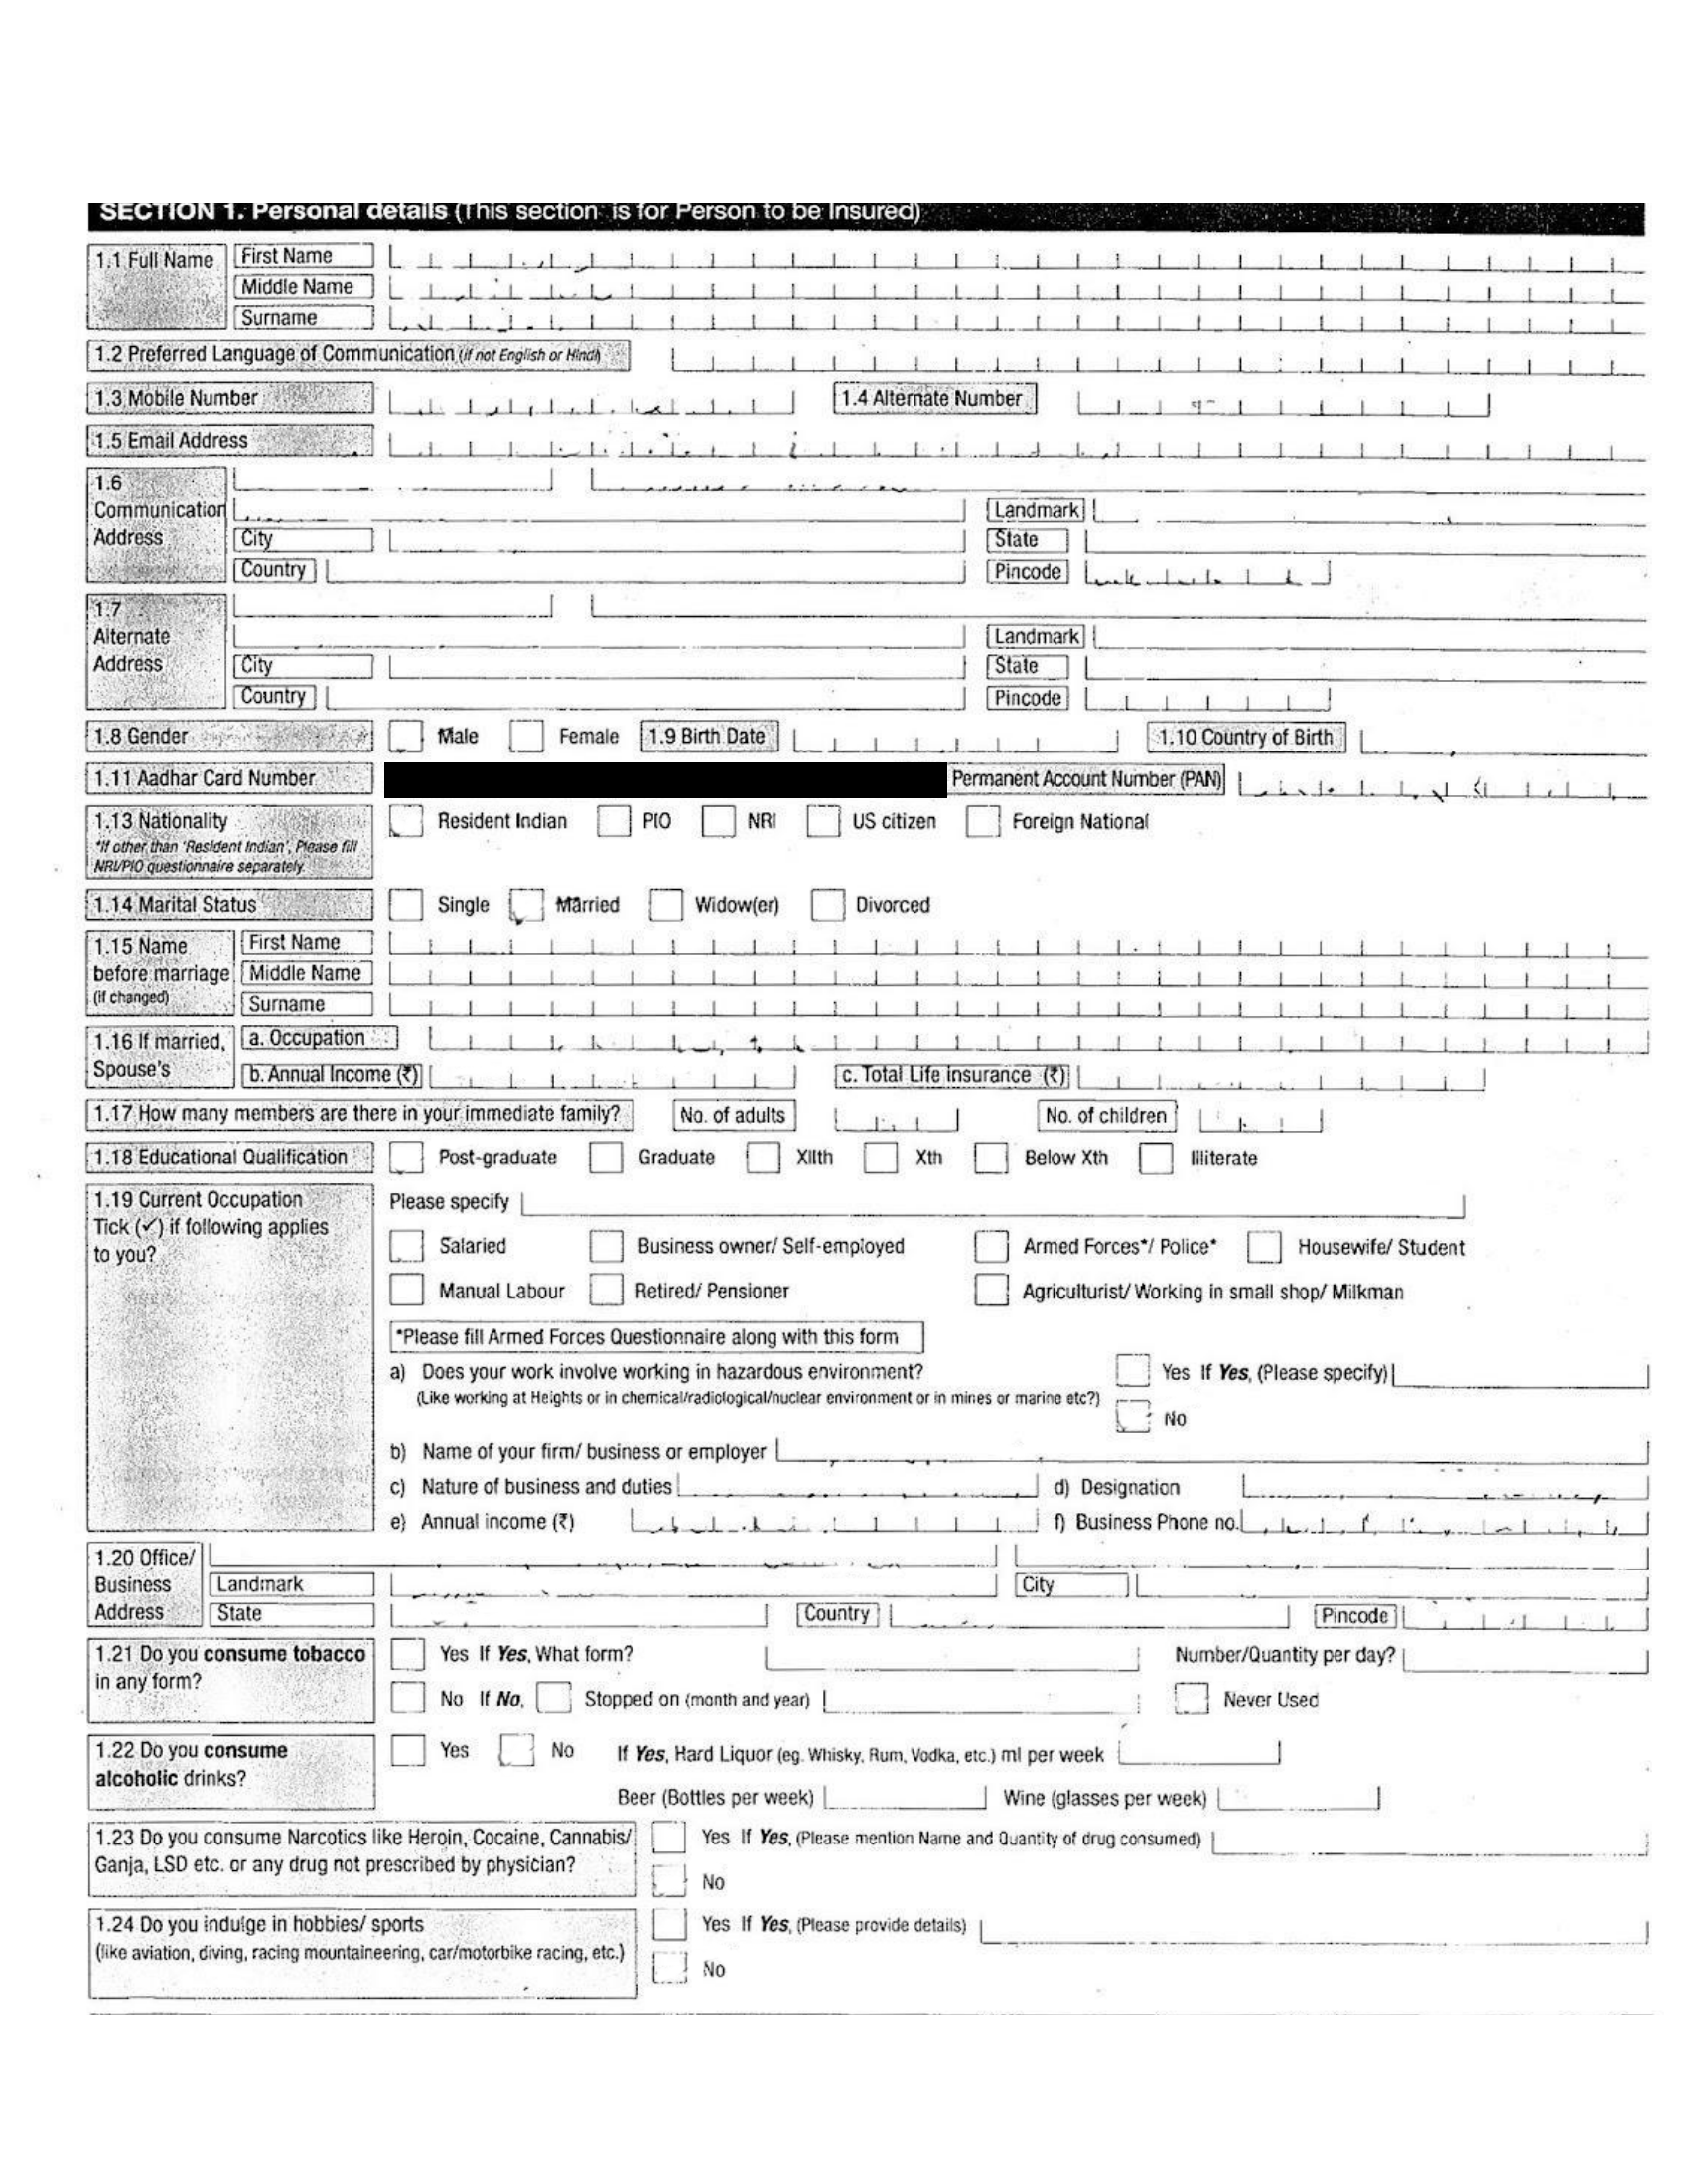 SECTION 1. Personal details (This section is for Person to be Insured)
1.1 Full Name First Name
Middle Name
Surname
1.2 Preferred Language of Communication (if not English or Hindi)
1.3 Mobile Number 1.4 Alternate Number
1.5 Email Address
1.6
Communication Landmark
Address City State
Country Pincode
1.7
Alternate Landmark
Address City State
Country Pincode
1.8 Gender Male Female 1.9 Birth Date 1.10 Country of Birth
1.11 Aadhar Card Number Permanent Account Number (PAN)
1.13 Nationality Resident Indian PIO NRI US citizen Foreign National
*If other than 'Resident Indian', Please fill
NRI/PIO questionnaire separately.
1.14 Marital Status Single Married Widow(er) Divorced
1.15 Name First Name
before marriage Middle Name
(if changed) Surname
1.16 If married, a. Occupation
Spouse's b. Annual Income (₹) c. Total Life insurance (₹)
1.17 How many members are there in your immediate family? No. of adults No. of children
1.18 Educational Qualification Post-graduate Graduate XIIth Xth Below Xth Illiterate
1.19 Current Occupation Please specify
Tick (✓) if following applies
to you? Salaried Business owner/ Self-employed Armed Forces*/ Police* Housewife/ Student
Manual Labour Retired/ Pensioner Agriculturist/ Working in small shop/ Milkman
*Please fill Armed Forces Questionnaire along with this form
a) Does your work involve working in hazardous environment? Yes If Yes, (Please specify)
(Like working at Heights or in chemical/radiological/nuclear environment or in mines or marine etc?)
No
b) Name of your firm/ business or employer
c) Nature of business and duties d) Designation
e) Annual income (₹) f) Business Phone no.
1.20 Office/
Business Landmark City
Address State Country Pincode
1.21 Do you consume tobacco Yes If Yes, What form? Number/Quantity per day?
in any form?
No If No, Stopped on (month and year) Never Used
1.22 Do you consume Yes No If Yes, Hard Liquor (eg. Whisky, Rum, Vodka, etc.) ml per week
alcoholic drinks?
Beer (Bottles per week) Wine (glasses per week)
1.23 Do you consume Narcotics like Heroin, Cocaine, Cannabis/ Yes If Yes, (Please mention Name and Quantity of drug consumed)
Ganja, LSD etc. or any drug not prescribed by physician?
No
1.24 Do you indulge in hobbies/ sports Yes If Yes, (Please provide details)
(like aviation, diving, racing mountaineering, car/motorbike racing, etc.)
No